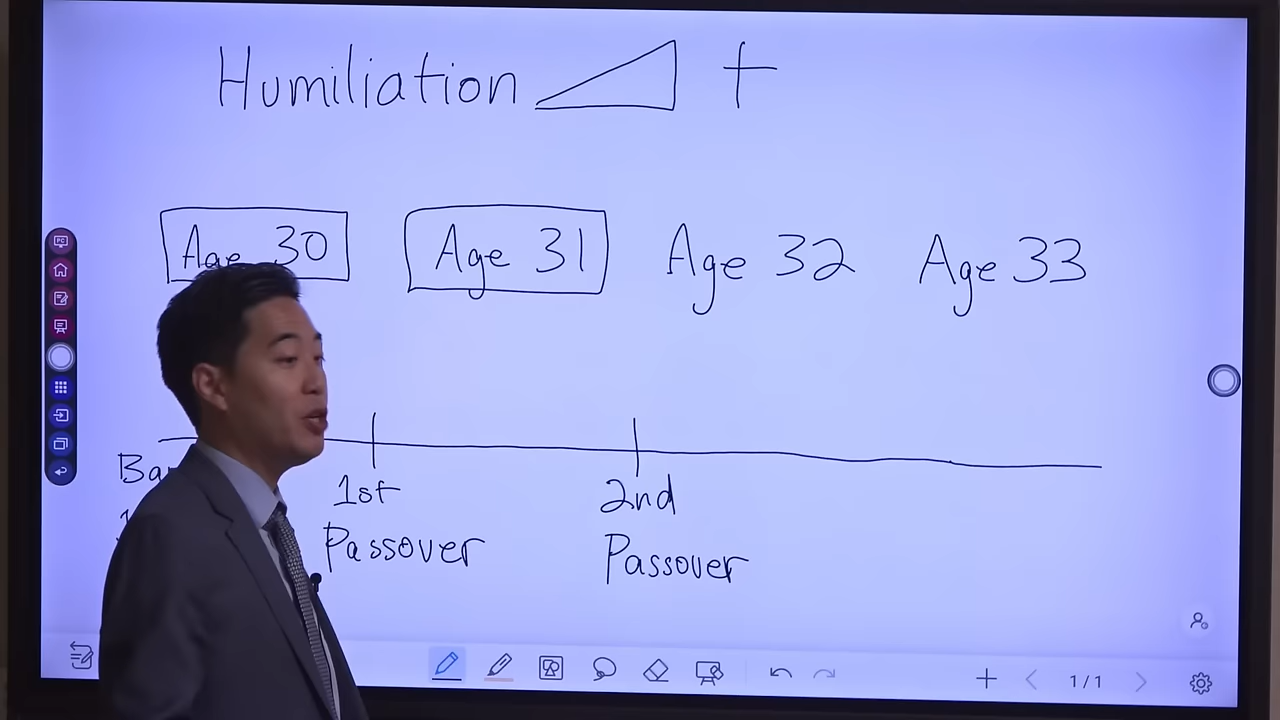 Humiliation
Age 30 Age 31 Age 32 Age 33
1st 2nd
Passover Passover
1/1